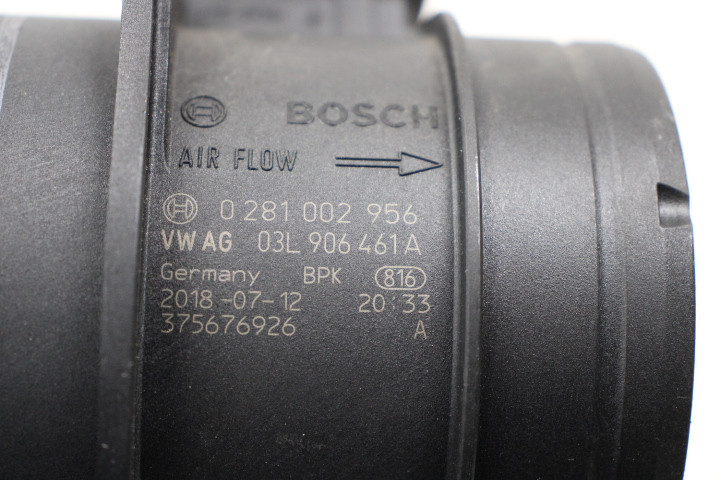 BOSCH
AIR FLOW
0 281 002 956
VW AG 03L 906 461 A
Germany BPK 816
2018-07-12 20:33
375676926 A